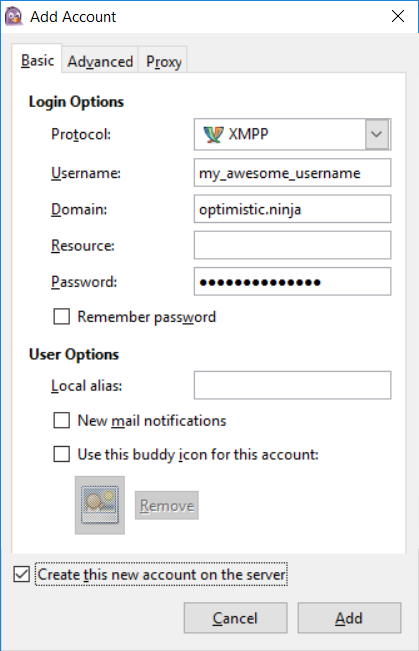 Add Account
Basic Advanced Proxy
Login Options
Protocol: XMPP
Username: my_awesome_username
Domain: optimistic.ninja
Resource:
Password: ●●●●●●●●●●●●●●
Remember password
User Options
Local alias:
New mail notifications
Use this buddy icon for this account:
Remove
Create this new account on the server
Cancel Add